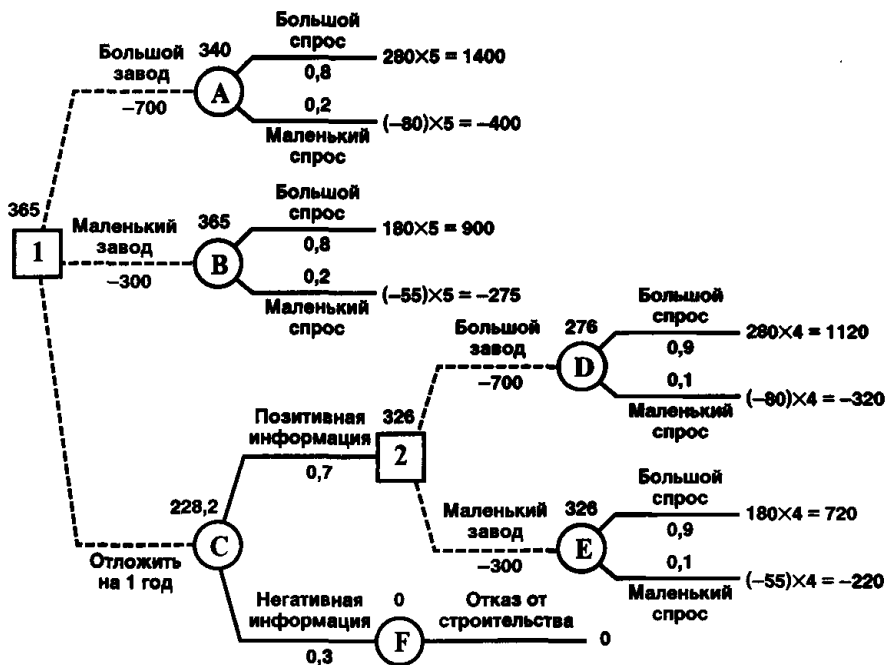 Большой
завод
−700
340
A
Большой
спрос
0,8
280×5 = 1400
0,2
Маленький
спрос
(−80)×5 = −400
365
1
Маленький
завод
−300
365
B
Большой
спрос
0,8
180×5 = 900
0,2
Маленький
спрос
(−55)×5 = −275
Отложить
на 1 год
228,2
C
Позитивная
информация
0,7
326
2
Большой
завод
−700
276
D
Большой
спрос
0,9
280×4 = 1120
0,1
Маленький
спрос
(−80)×4 = −320
Маленький
завод
−300
326
E
Большой
спрос
0,9
180×4 = 720
0,1
Маленький
спрос
(−55)×4 = −220
Негативная
информация
0,3
0
F
Отказ от
строительства
0